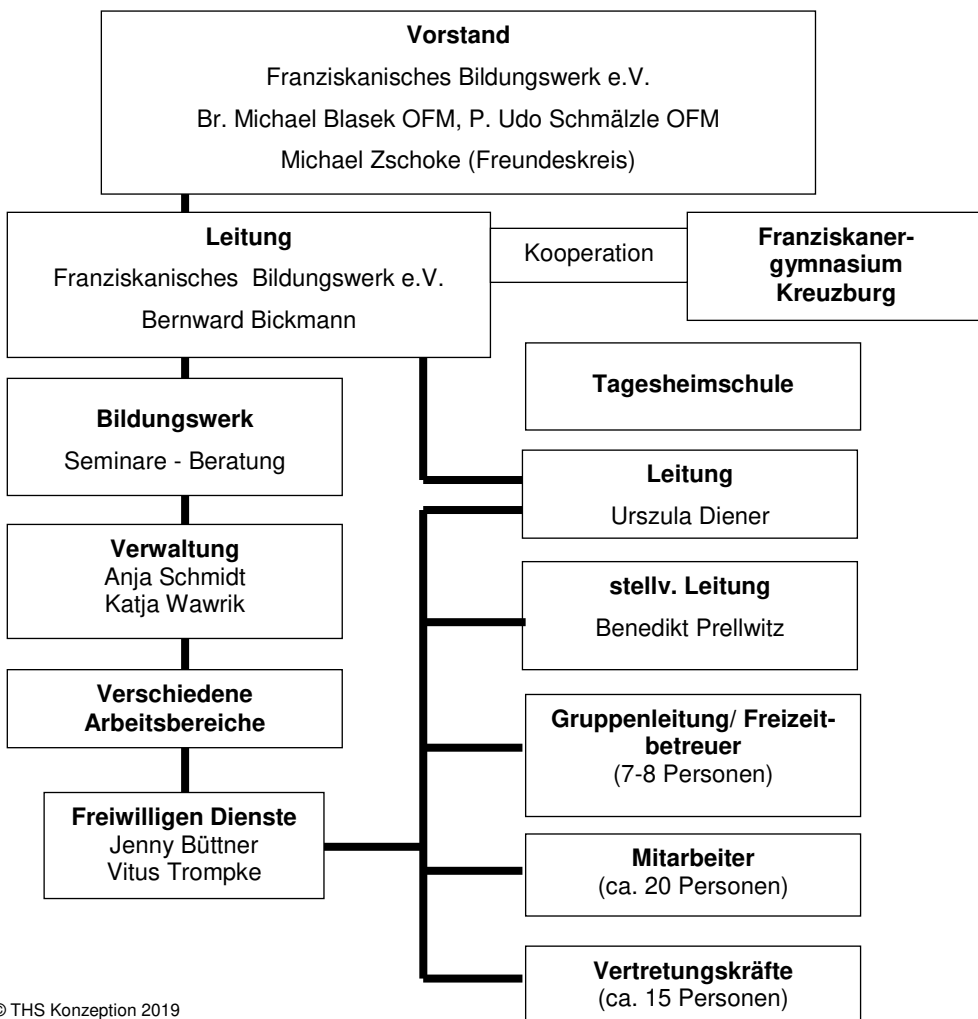 Vorstand
Franziskanisches Bildungswerk e.V.
Br. Michael Blasek OFM, P. Udo Schmälzle OFM
Michael Zschoke (Freundeskreis)
Leitung
Franziskanisches Bildungswerk e.V.
Bernward Bickmann
Kooperation
Franziskaner-
gymnasium
Kreuzburg
Bildungswerk
Seminare - Beratung
Verwaltung
Anja Schmidt
Katja Wawrik
Verschiedene
Arbeitsbereiche
Freiwilligen Dienste
Jenny Büttner
Vitus Trompke
Tagesheimschule
Leitung
Urszula Diener
stellv. Leitung
Benedikt Prellwitz
Gruppenleitung/ Freizeit-
betreuer
(7-8 Personen)
Mitarbeiter
(ca. 20 Personen)
Vertretungskräfte
(ca. 15 Personen)
© THS Konzeption 2019